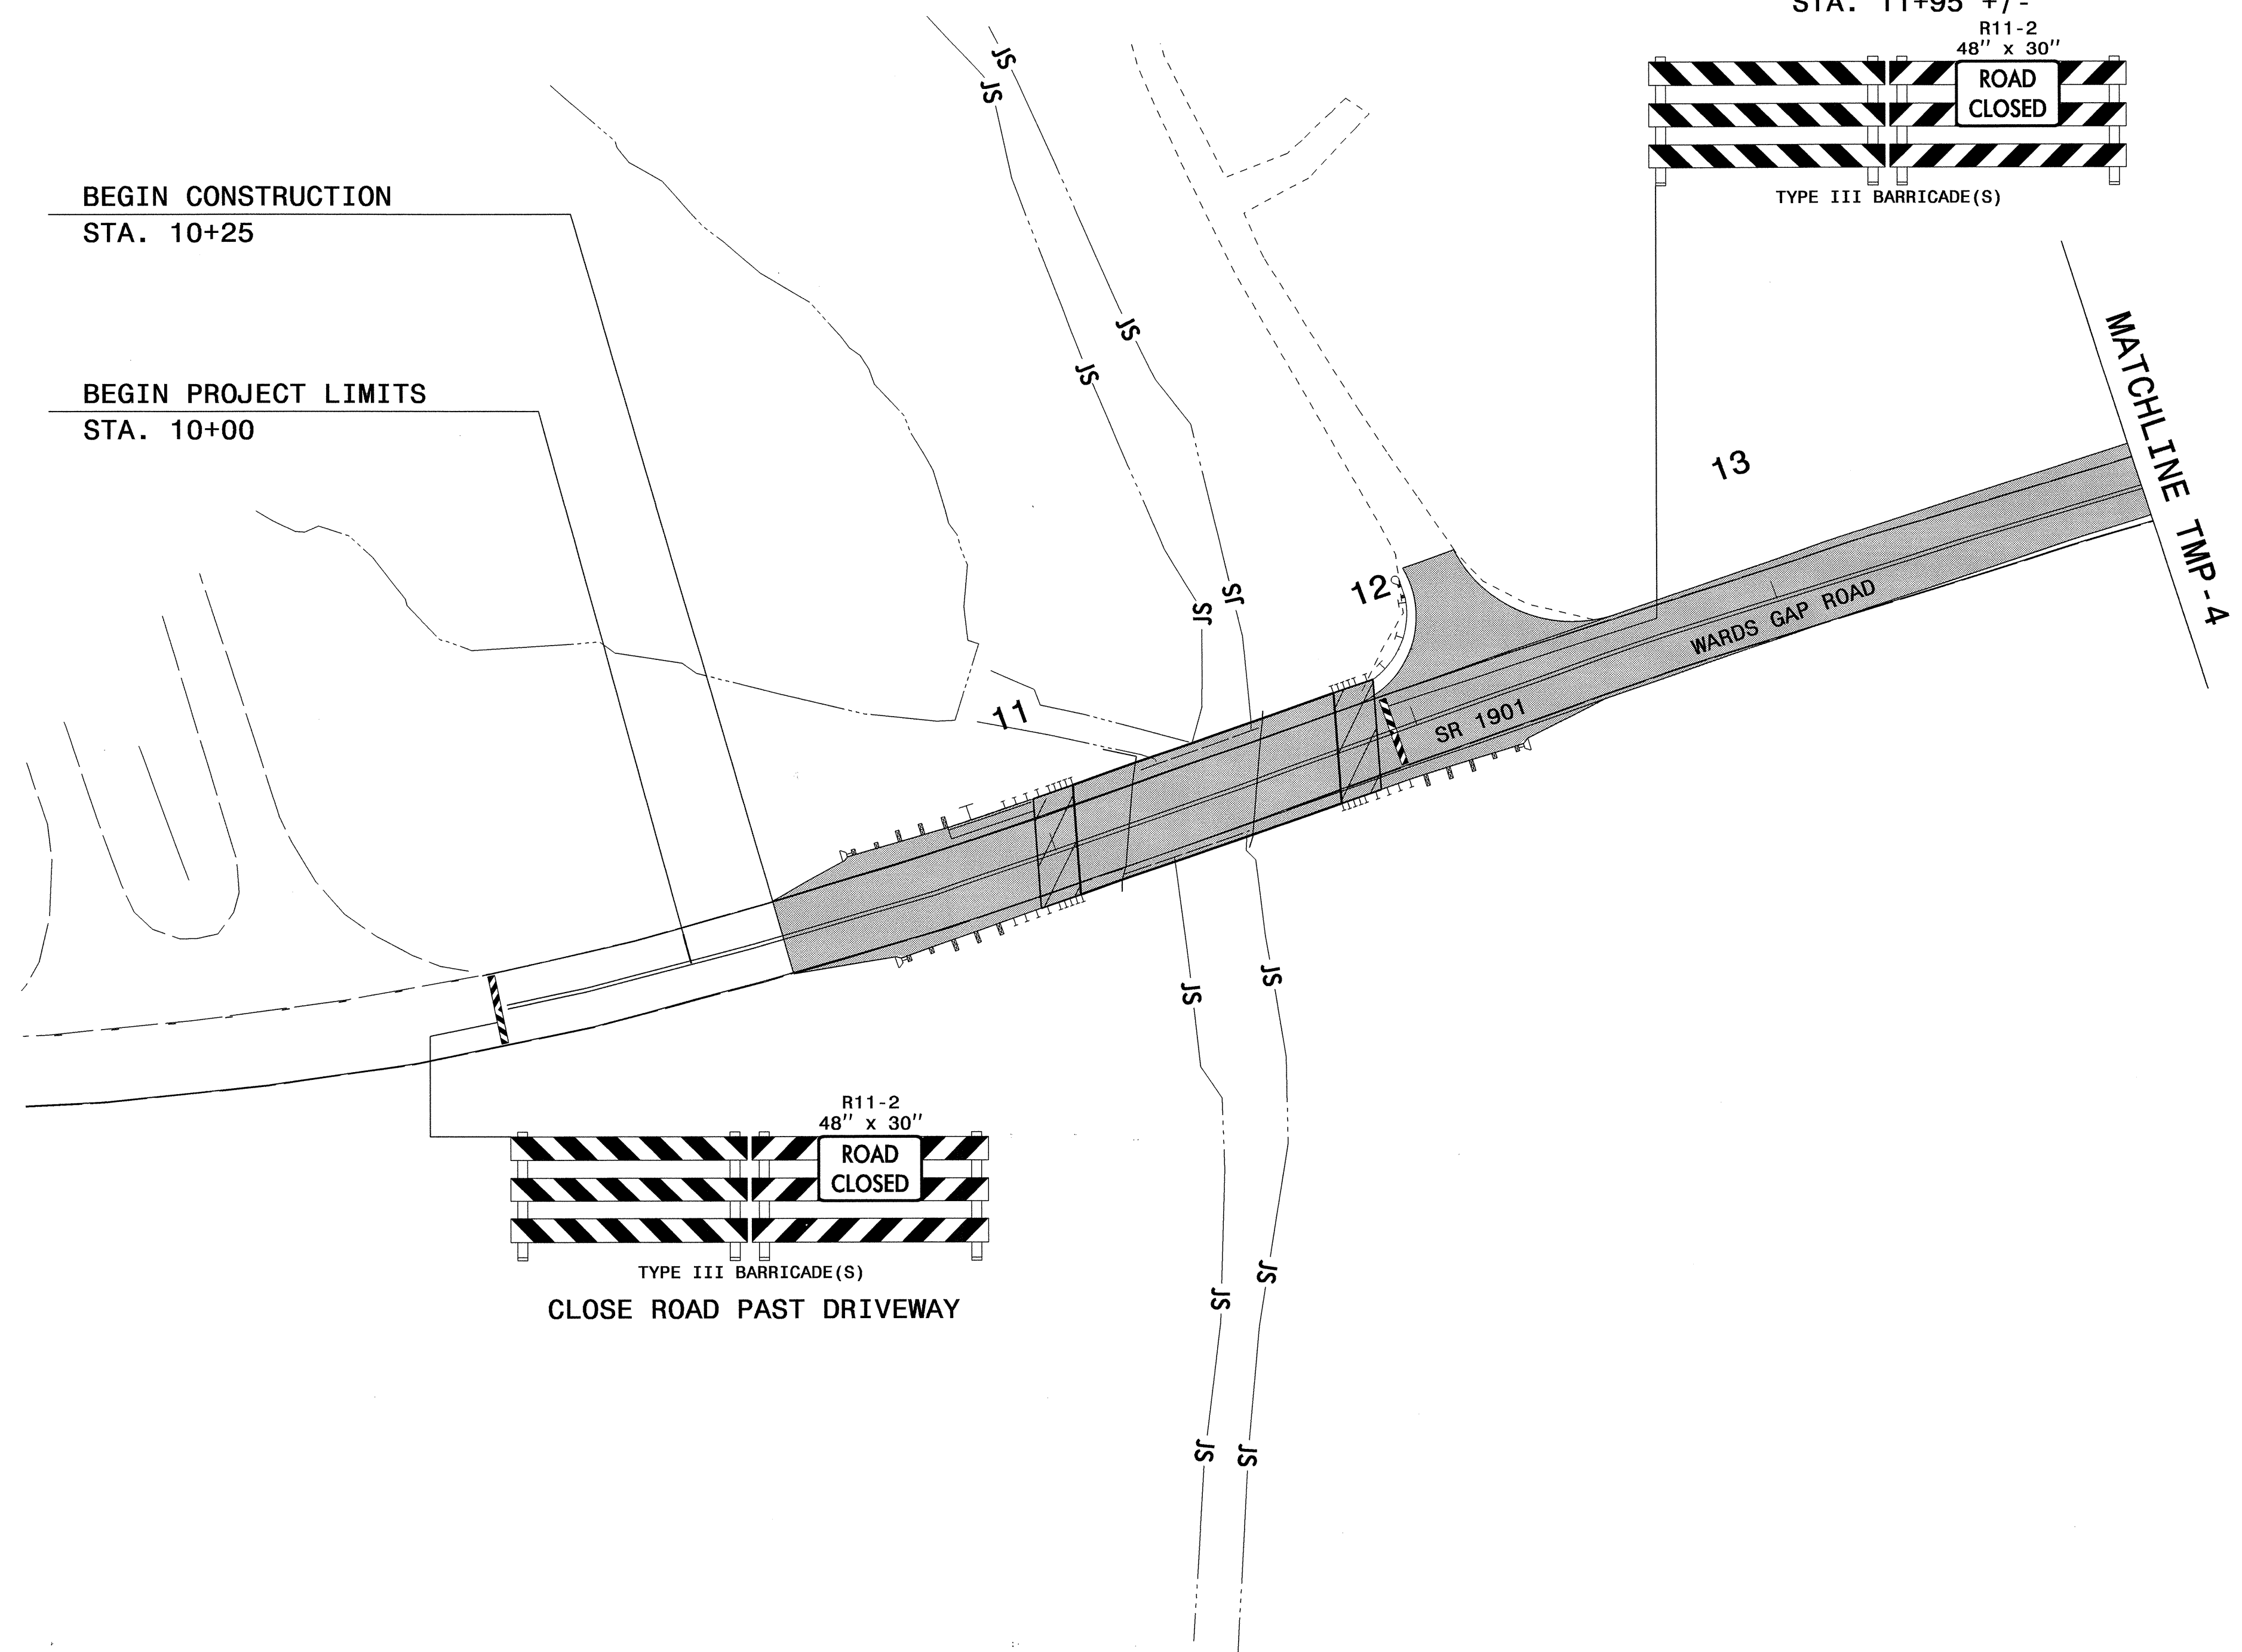 STA. 11+95 +/-
R11-2
48" x 30"
ROAD
CLOSED
TYPE III BARRICADE(S)
BEGIN CONSTRUCTION
STA. 10+25
BEGIN PROJECT LIMITS
STA. 10+00
JS
JS
JS
JS
JS
JS
11
12
13
MATCHLINE TMP-4
WARDS GAP ROAD
SR 1901
JS
JS
R11-2
48" x 30"
ROAD
CLOSED
TYPE III BARRICADE(S)
CLOSE ROAD PAST DRIVEWAY
JS
JS
JS
JS